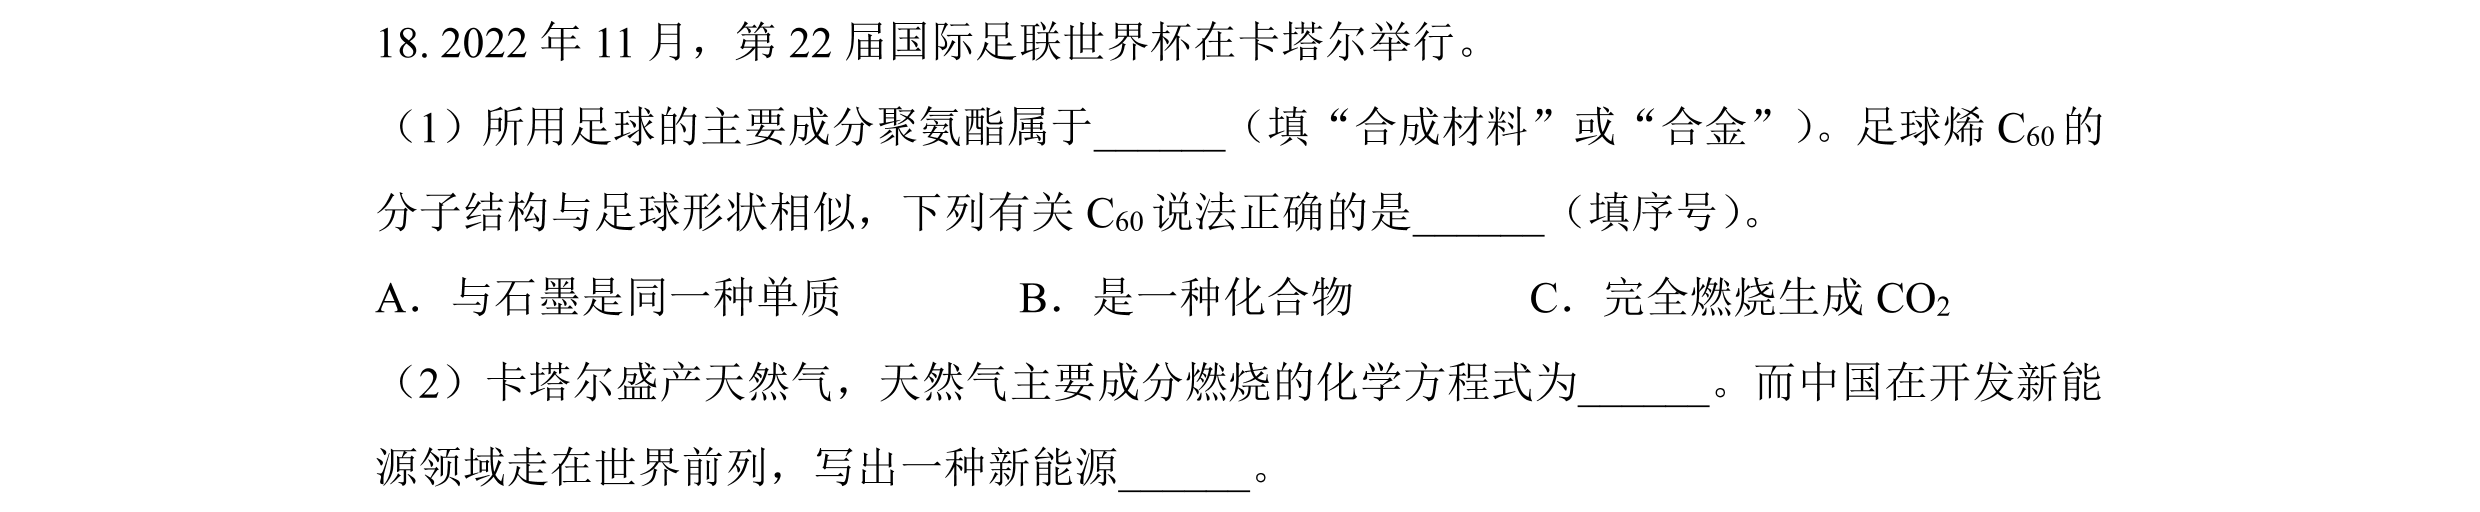 18. 2022 年 11 月，第 22 届国际足联世界杯在卡塔尔举行。
（1）所用足球的主要成分聚氨酯属于______（填“合成材料”或“合金”）。足球烯 C₆₀ 的
分子结构与足球形状相似，下列有关 C₆₀ 说法正确的是______（填序号）。
A．与石墨是同一种单质 B．是一种化合物 C．完全燃烧生成 CO₂
（2）卡塔尔盛产天然气，天然气主要成分燃烧的化学方程式为______。而中国在开发新能
源领域走在世界前列，写出一种新能源______。